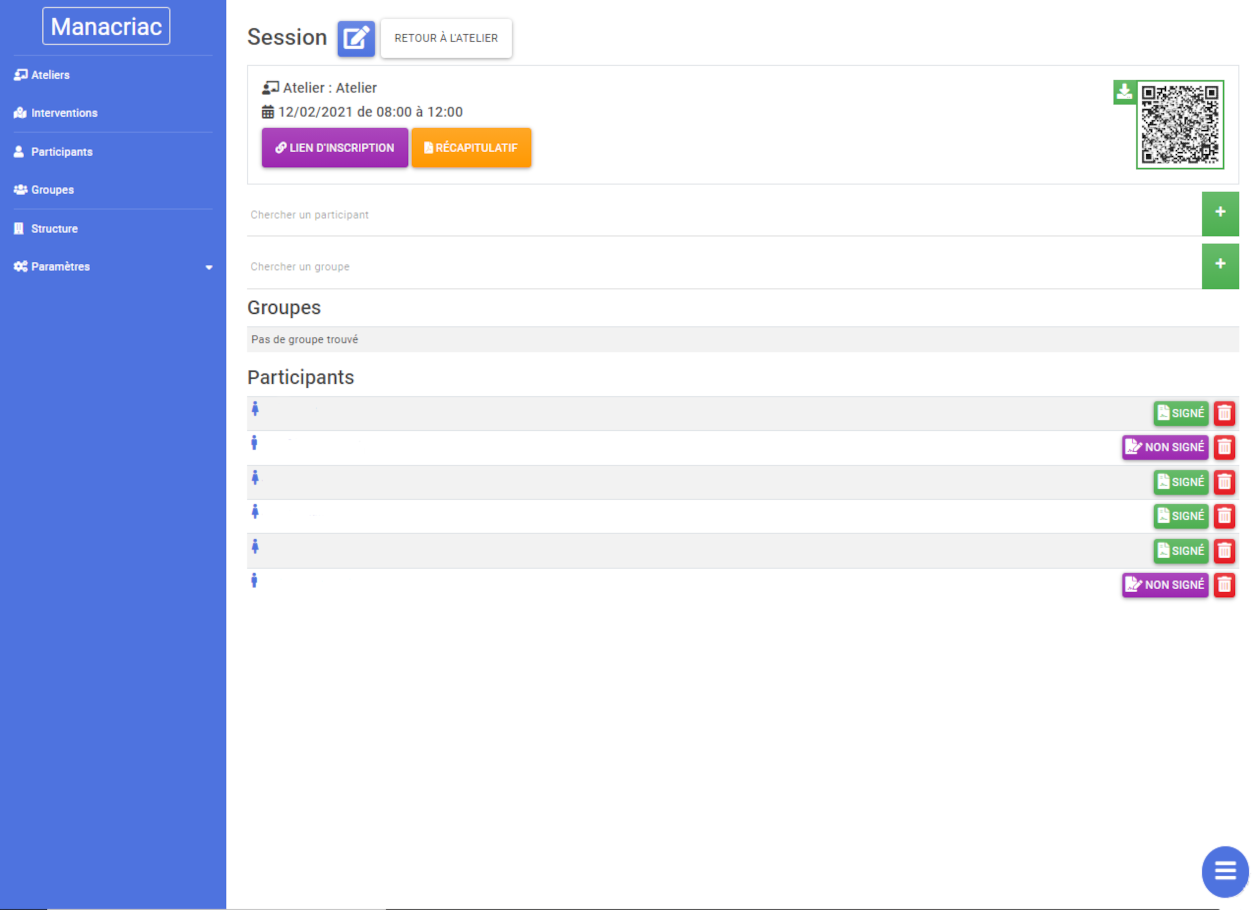 Manacriac
Ateliers
Interventions
Participants
Groupes
Structure
Paramètres
Session
RETOUR À L'ATELIER
Atelier : Atelier
12/02/2021 de 08:00 à 12:00
LIEN D'INSCRIPTION
RÉCAPITULATIF
Chercher un participant
+
Chercher un groupe
+
Groupes
Pas de groupe trouvé
Participants
SIGNÉ
NON SIGNÉ
SIGNÉ
SIGNÉ
SIGNÉ
NON SIGNÉ